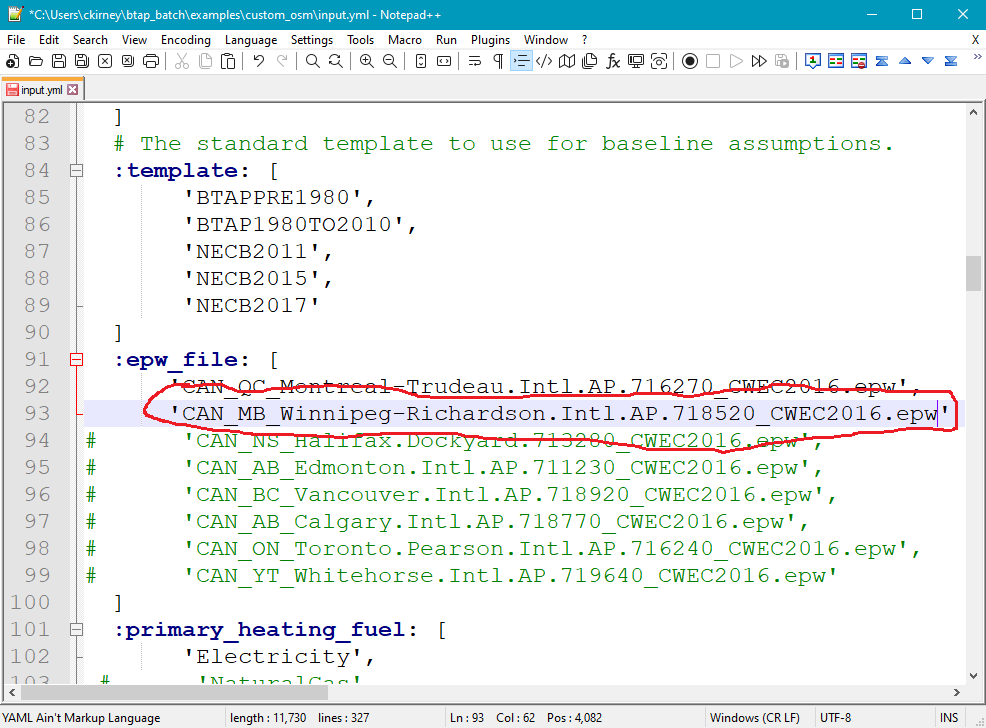 *C:\Users\ckirney\btap_batch\examples\custom_osm\input.yml - Notepad++
File Edit Search View Encoding Language Settings Tools Macro Run Plugins Window ? X
input.yml
82 ]
83 # The standard template to use for baseline assumptions.
84 :template: [
85 'BTAPPRE1980',
86 'BTAP1980TO2010',
87 'NECB2011',
88 'NECB2015',
89 'NECB2017'
90 ]
91 :epw_file: [
92 'CAN_QC_Montreal-Trudeau.Intl.AP.716270_CWEC2016.epw',
93 'CAN_MB_Winnipeg-Richardson.Intl.AP.718520_CWEC2016.epw'
94 # 'CAN_NS_Halifax.Dockyard.713280_CWEC2016.epw',
95 # 'CAN_AB_Edmonton.Intl.AP.711230_CWEC2016.epw',
96 # 'CAN_BC_Vancouver.Intl.AP.718920_CWEC2016.epw',
97 # 'CAN_AB_Calgary.Intl.AP.718770_CWEC2016.epw',
98 # 'CAN_ON_Toronto.Pearson.Intl.AP.716240_CWEC2016.epw',
99 # 'CAN_YT_Whitehorse.Intl.AP.719640_CWEC2016.epw'
100 ]
101 :primary_heating_fuel: [
102 'Electricity',
103 # 'NaturalGas'
YAML Ain't Markup Language length : 11,730 lines : 327 Ln : 93 Col : 62 Pos : 4,082 Windows (CR LF) UTF-8 INS